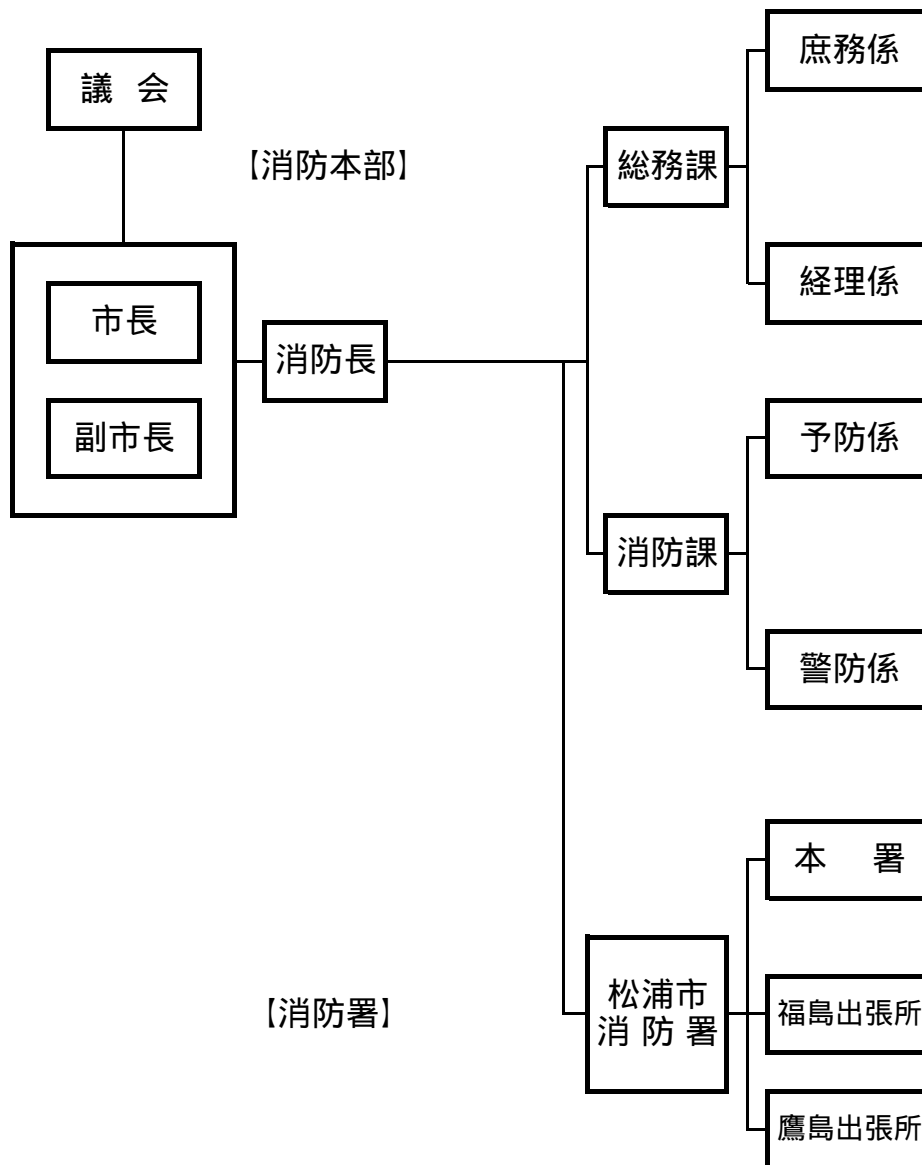 議 会
【消防本部】
市長
副市長
消防長
総務課
庶務係
経理係
消防課
予防係
警防係
【消防署】
松浦市
消 防 署
本 署
福島出張所
鷹島出張所